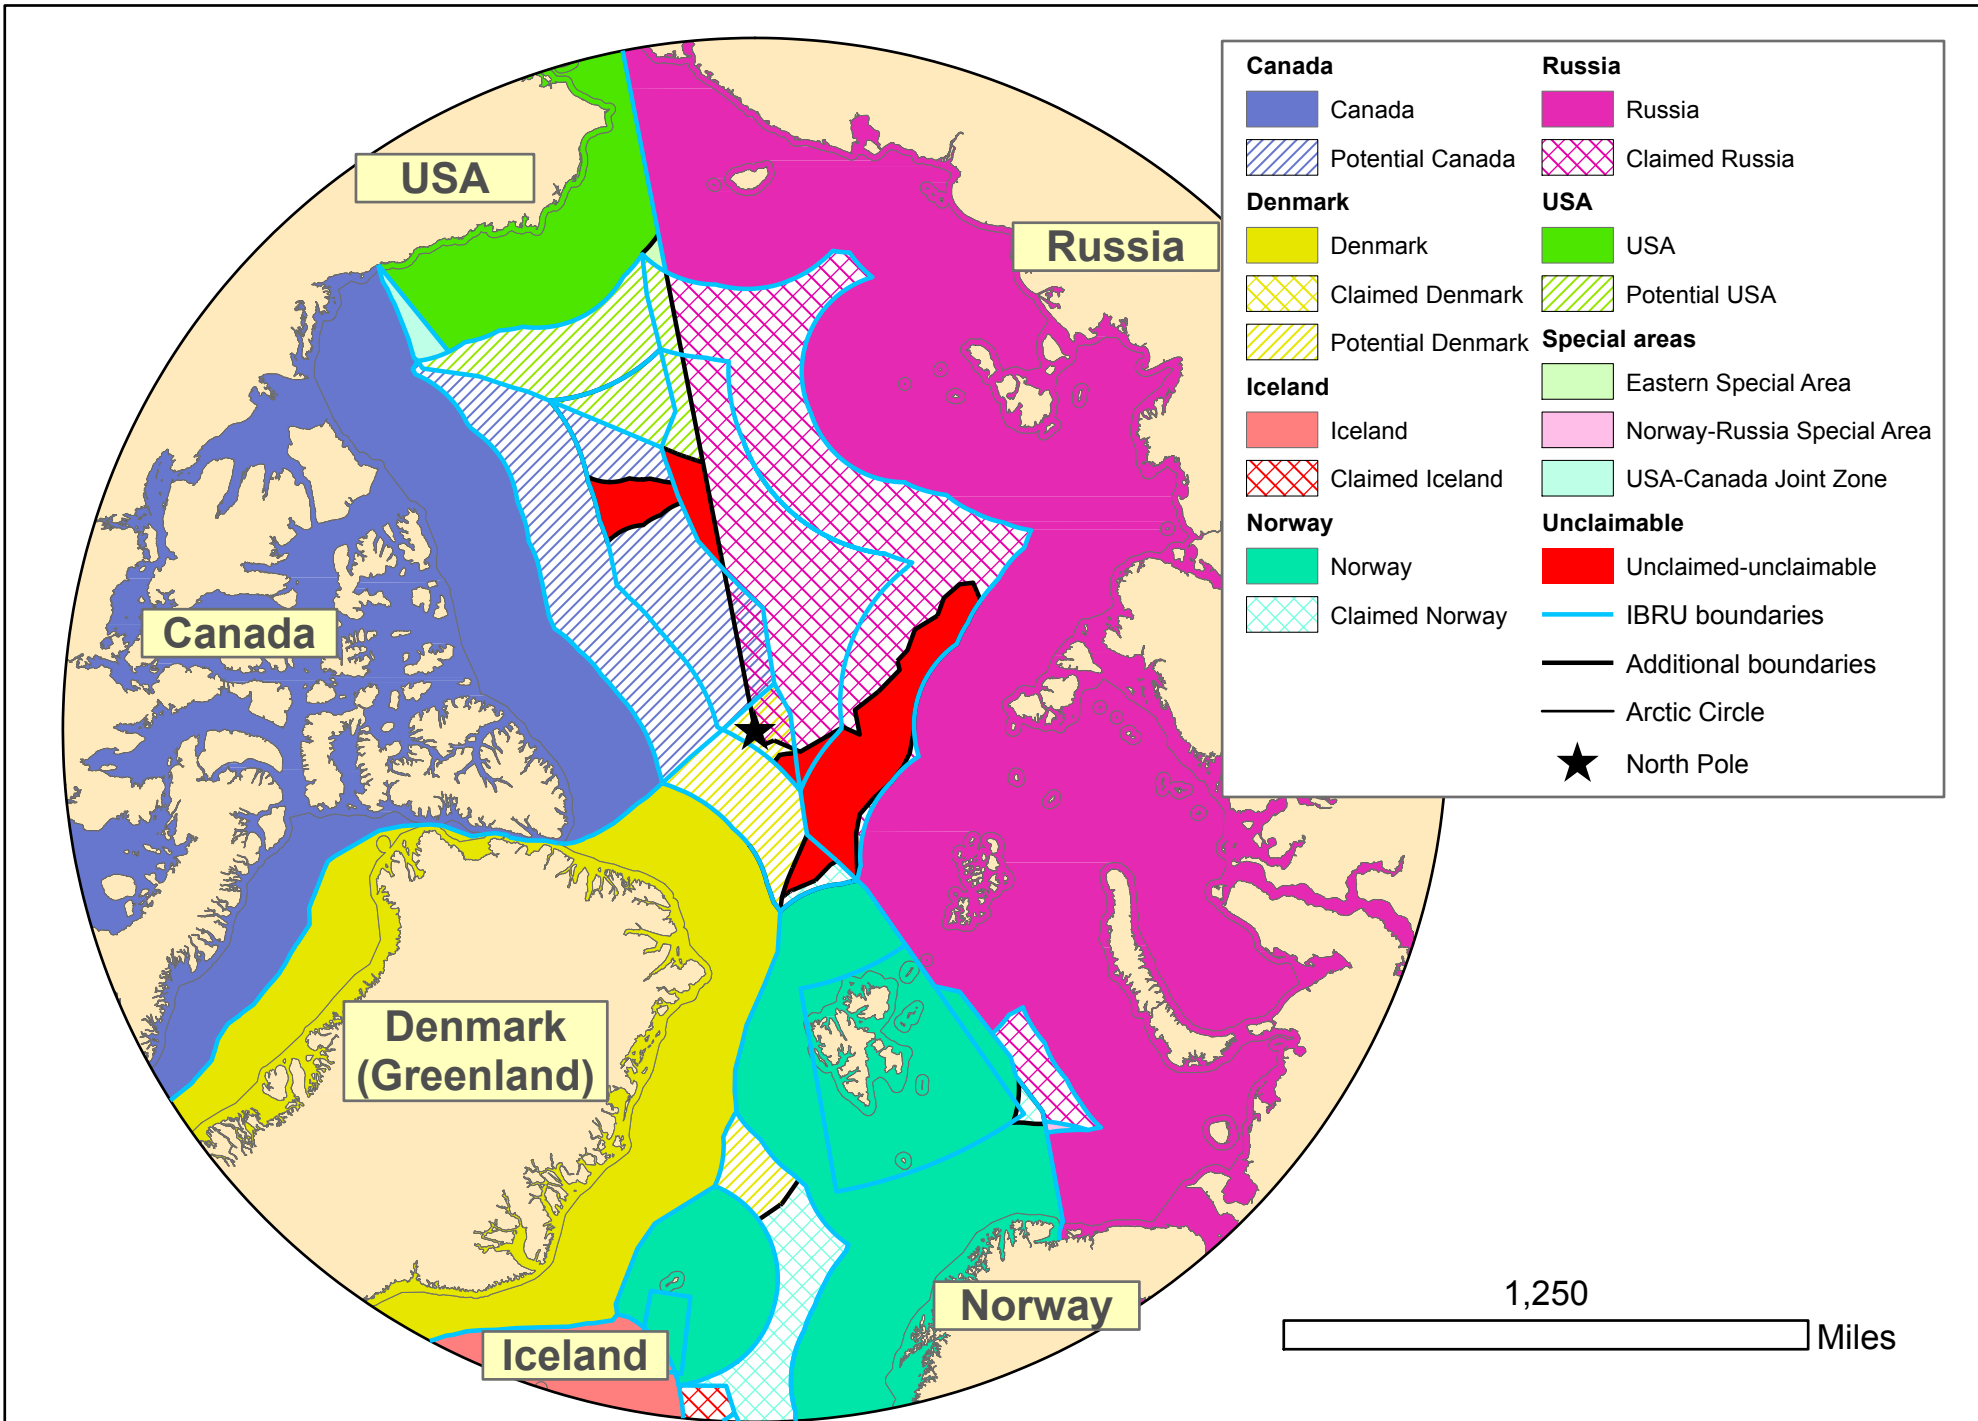 USA
Russia
Canada
Denmark
(Greenland)
Iceland
Norway
Canada
Canada
Potential Canada
Denmark
Denmark
Claimed Denmark
Potential Denmark
Iceland
Iceland
Claimed Iceland
Norway
Norway
Claimed Norway
Russia
Russia
Claimed Russia
USA
USA
Potential USA
Special areas
Eastern Special Area
Norway-Russia Special Area
USA-Canada Joint Zone
Unclaimable
Unclaimed-unclaimable
IBRU boundaries
Additional boundaries
Arctic Circle
North Pole
1,250
Miles